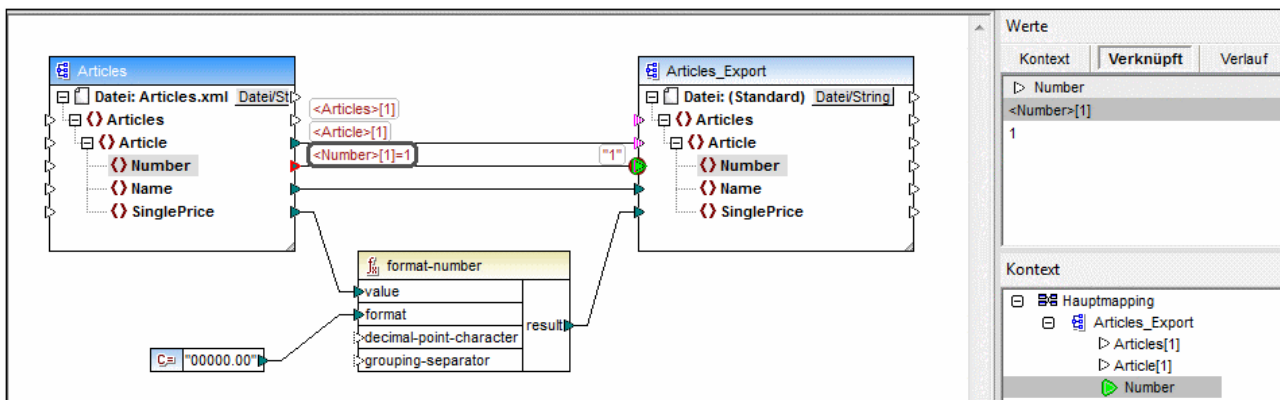 Articles
Datei: Articles.xml Datei/St
Articles
Article
Number
Name
SinglePrice
<Articles>[1]
<Article>[1]
<Number>[1]=1
"1"
Articles_Export
Datei: (Standard) Datei/String
Articles
Article
Number
Name
SinglePrice
format-number
value
format
decimal-point-character
grouping-separator
result
C= "00000.00"
Werte
Kontext Verknüpft Verlauf
Number
<Number>[1]
1
Kontext
Hauptmapping
Articles_Export
Articles[1]
Article[1]
Number